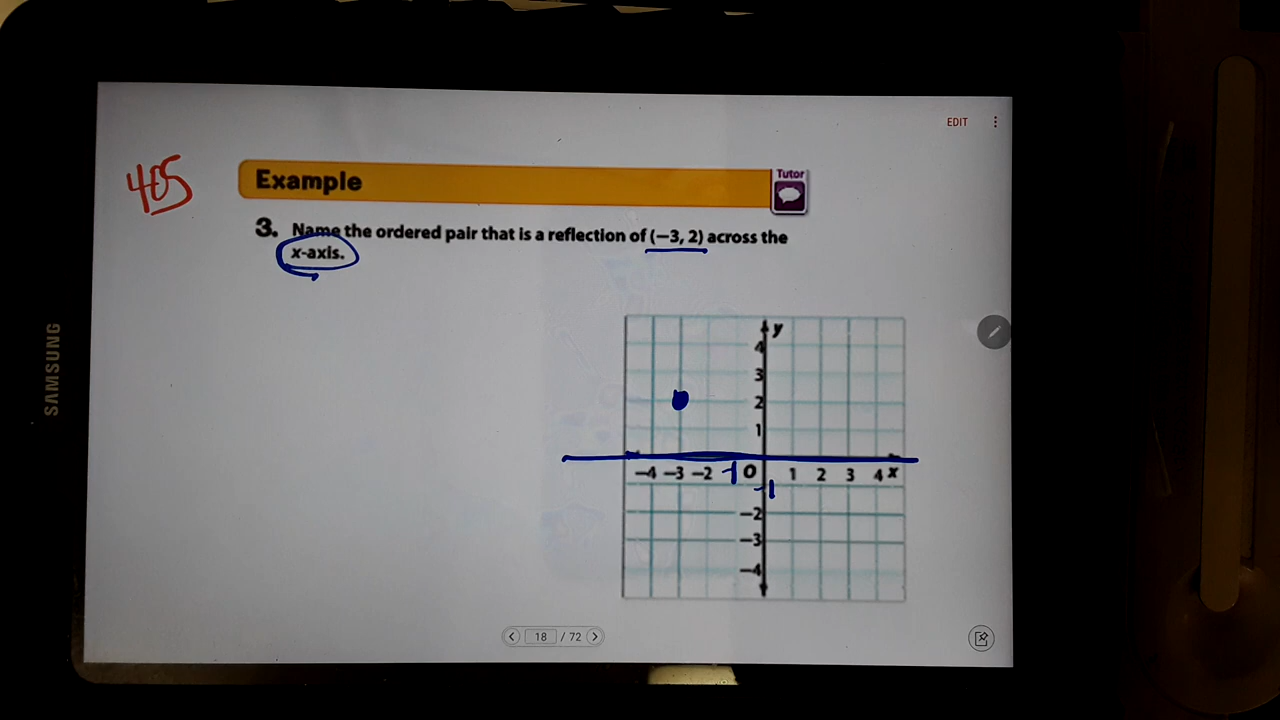 EDIT
405
Example
Tutor
3. Name the ordered pair that is a reflection of (−3, 2) across the
x-axis.
y
4
3
2
1
−4 −3 −2 -1 0 1 2 3 4 x
-1
−2
−3
−4
18 / 72
SAMSUNG